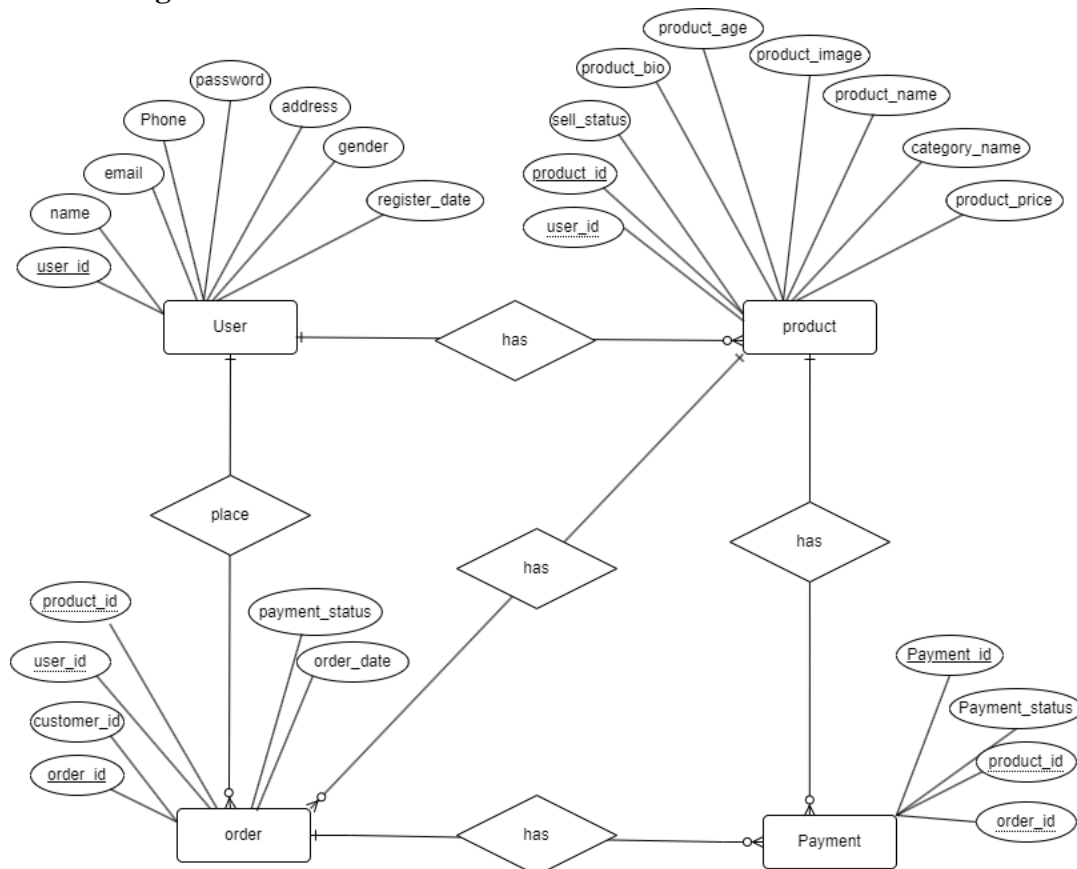 product_age
product_image
product_bio
password
product_name
address
sell_status
Phone
gender
category_name
email
product_id
register_date
product_price
name
user_id
user_id
User
product
has
place
has
has
product_id
payment_status
user_id
order_date
Payment_id
customer_id
Payment_status
order_id
product_id
order_id
order
has
Payment